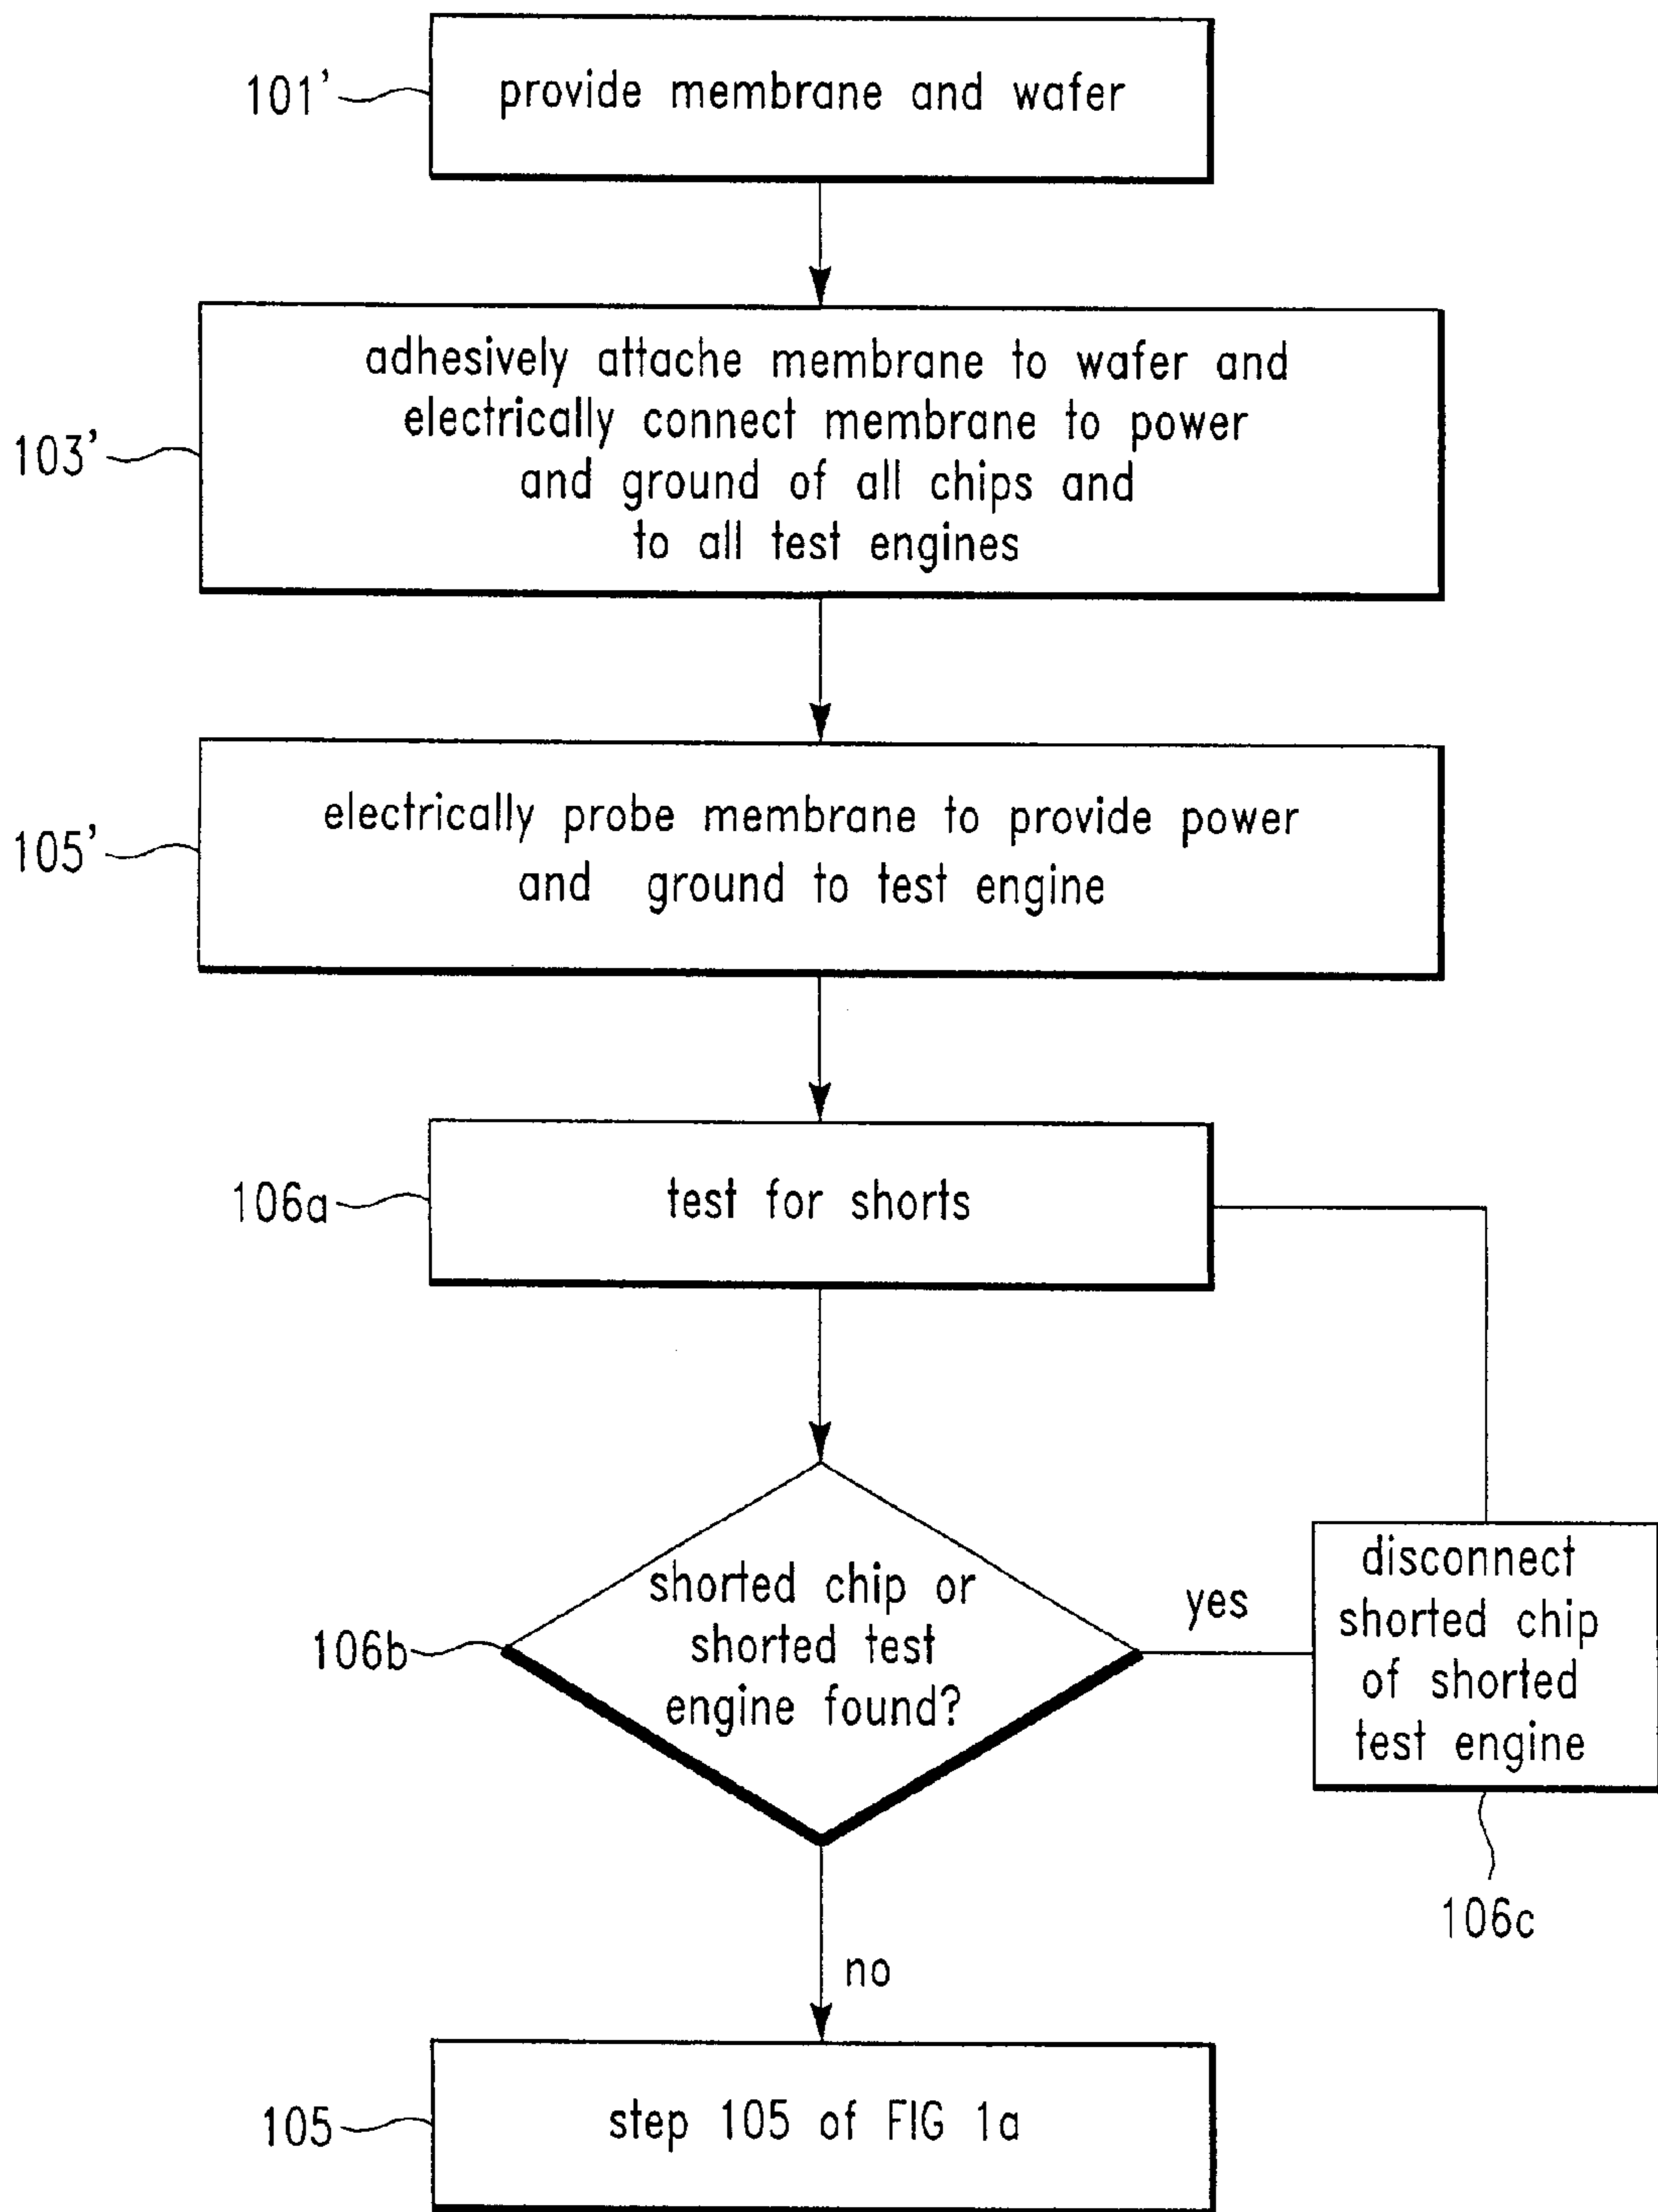 101'
provide membrane and wafer
103'
adhesively attache membrane to wafer and
electrically connect membrane to power
and ground of all chips and
to all test engines
105'
electrically probe membrane to provide power
and ground to test engine
106a
test for shorts
106b
shorted chip or
shorted test
engine found?
yes
disconnect
shorted chip
of shorted
test engine
106c
no
105
step 105 of FIG 1a